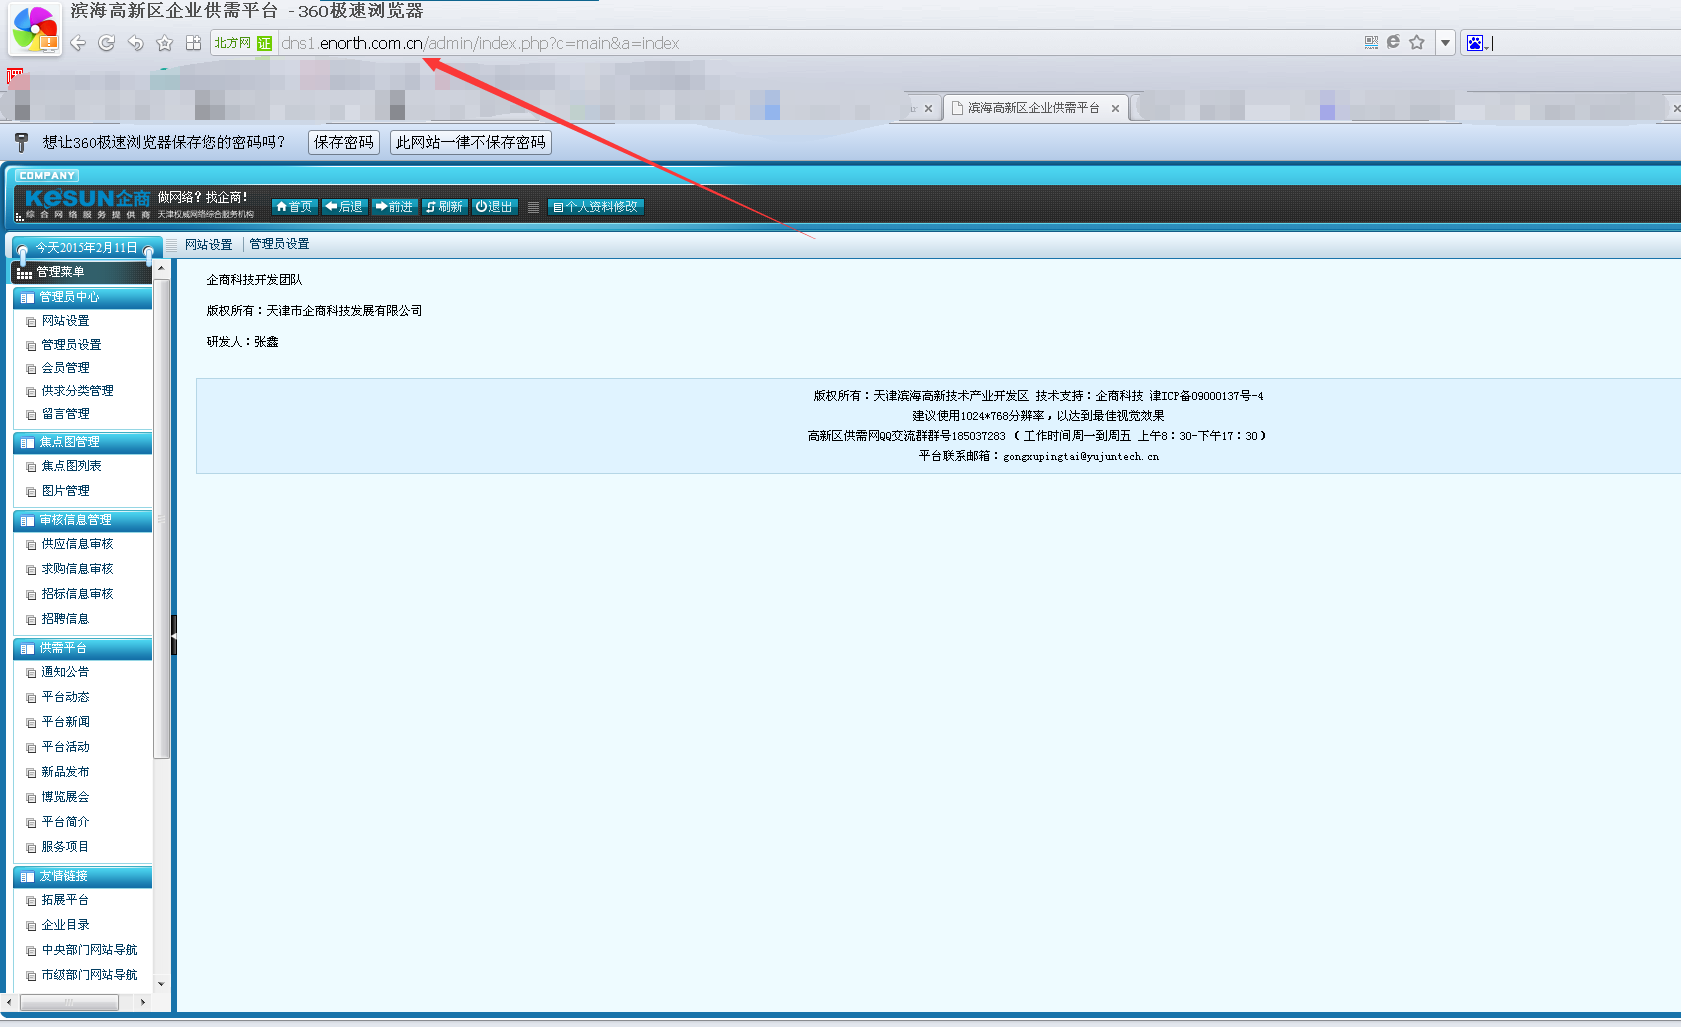 滨海高新区企业供需平台 -360极速浏览器
北方网 证 dns1.enorth.com.cn/admin/index.php?c=main&a=index
滨海高新区企业供需平台
想让360极速浏览器保存您的密码吗? 保存密码 此网站一律不保存密码
COMPANY
KeSUN企商 做网络?找企商!
综合网络服务提供商 天津权威网络综合服务机构
首页 后退 前进 刷新 退出 个人资料修改
今天2015年2月11日 网站设置 管理员设置
管理菜单
管理员中心
网站设置
管理员设置
会员管理
供求分类管理
留言管理
焦点图管理
焦点图列表
图片管理
审核信息管理
供应信息审核
求购信息审核
招标信息审核
招聘信息
供需平台
通知公告
平台动态
平台新闻
平台活动
新品发布
博览展会
平台简介
服务项目
友情链接
拓展平台
企业目录
中央部门网站导航
市级部门网站导航
企商科技开发团队
版权所有：天津市企商科技发展有限公司
研发人：张鑫
版权所有：天津滨海高新技术产业开发区 技术支持：企商科技 津ICP备09000137号-4
建议使用1024*768分辨率，以达到最佳视觉效果
高新区供需网QQ交流群群号185037283 （工作时间周一到周五 上午8：30-下午17：30）
平台联系邮箱：gongxupingtai@yujuntech.cn